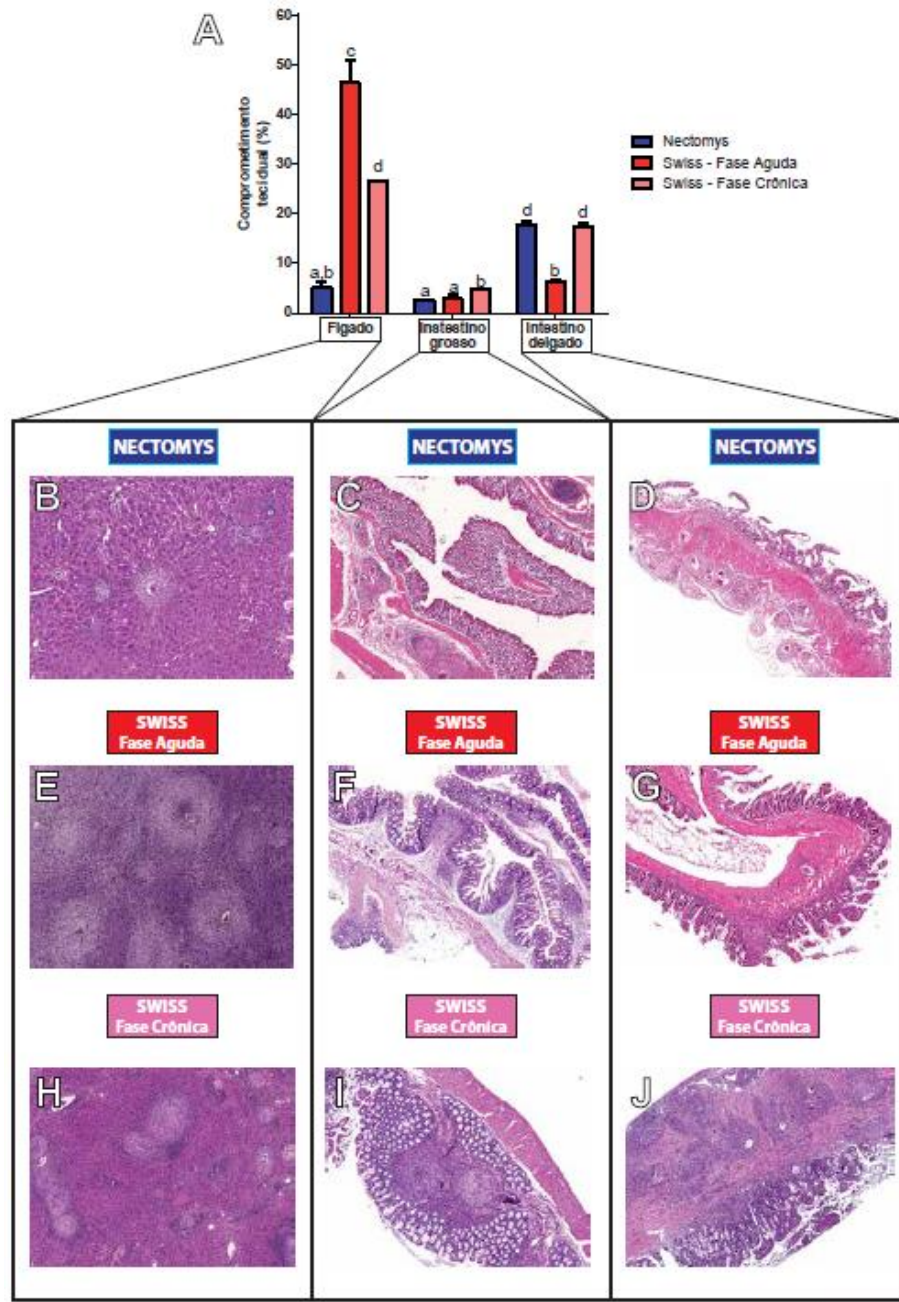 A
Comprometimento
tecidual (%)
60
50
40
30
20
10
0
a,b
c
d
a
a
b
d
b
d
Nectomys
Swiss - Fase Aguda
Swiss - Fase Crônica
Fígado
Instestino
grosso
Intestino
delgado
NECTOMYS
NECTOMYS
NECTOMYS
B
C
D
SWISS
Fase Aguda
SWISS
Fase Aguda
SWISS
Fase Aguda
E
F
G
SWISS
Fase Crônica
SWISS
Fase Crônica
SWISS
Fase Crônica
H
I
J